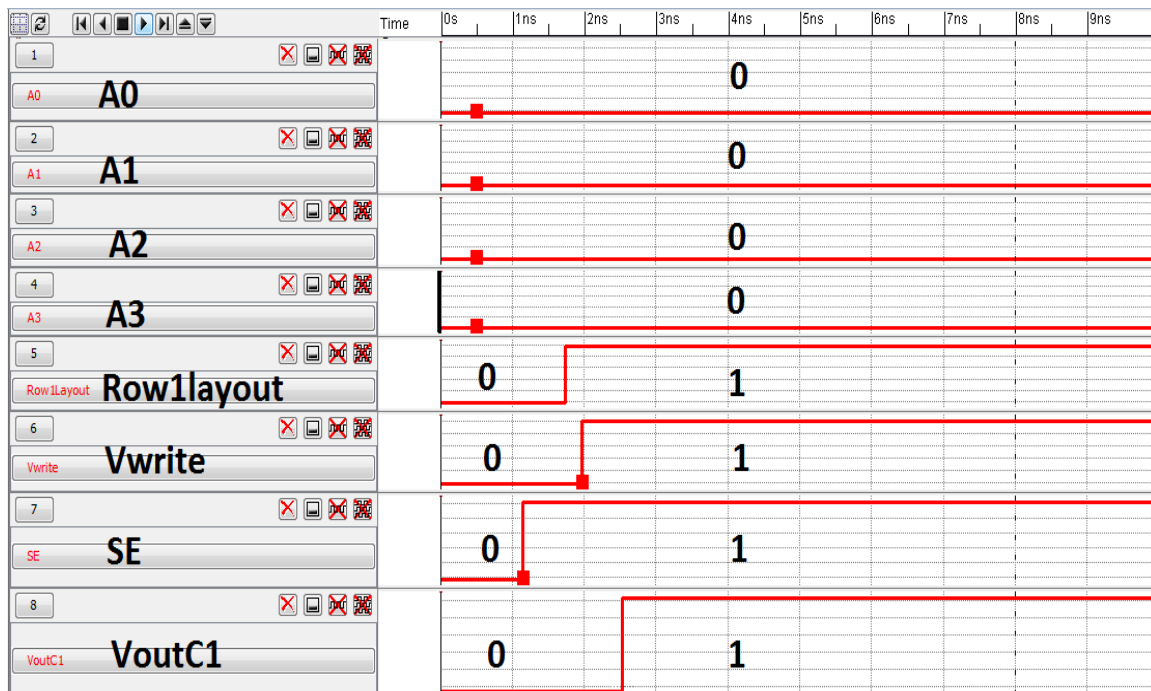 Time 0s 1ns 2ns 3ns 4ns 5ns 6ns 7ns 8ns 9ns
1
A0 A0 0
2
A1 A1 0
3
A2 A2 0
4
A3 A3 0
5
Row1Layout Row1layout 0 1
6
Vwrite Vwrite 0 1
7
SE SE 0 1
8
VoutC1 VoutC1 0 1